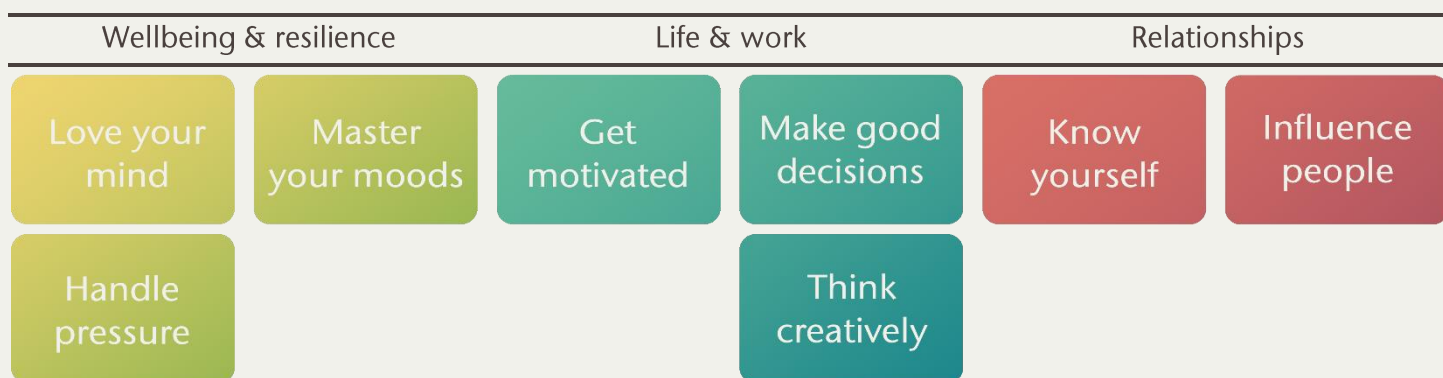 Wellbeing & resilience
Life & work
Relationships
Love your
mind
Master
your moods
Get
motivated
Make good
decisions
Know
yourself
Influence
people
Handle
pressure
Think
creatively